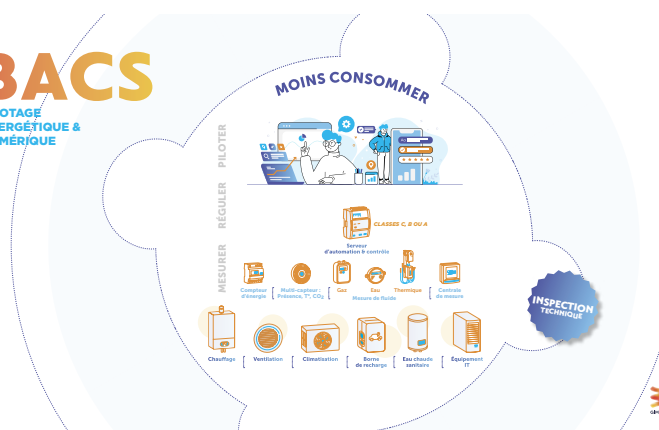 BACS
OTAGE
ERGÉTIQUE &
MÉRIQUE
MOINS CONSOMMER
PILOTER
RÉGULER
CLASSES C, B OU A
Serveur
d'automation & contrôle
MESURER
Compteur
d'énergie
Multi-capteur :
Présence, T°, CO₂
Gaz
Eau
Thermique
Mesure de fluide
Centrale
de mesure
INSPECTION
TECHNIQUE
Chauffage
Ventilation
Climatisation
Borne
de recharge
Eau chaude
sanitaire
Équipement
IT